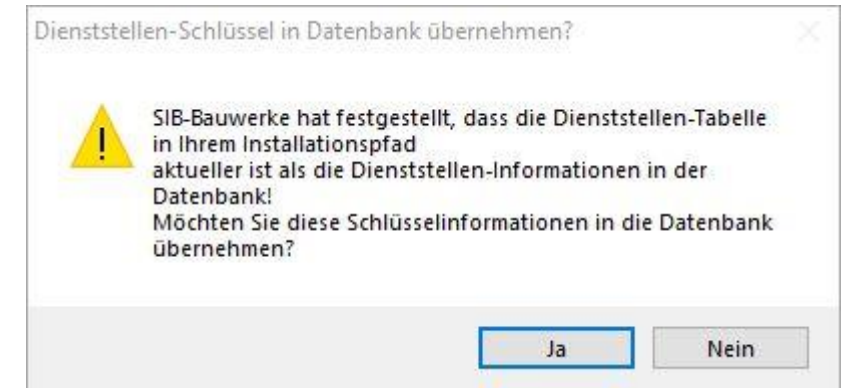 Dienststellen-Schlüssel in Datenbank übernehmen?
SIB-Bauwerke hat festgestellt, dass die Dienststellen-Tabelle
in Ihrem Installationspfad
aktueller ist als die Dienststellen-Informationen in der
Datenbank!
Möchten Sie diese Schlüsselinformationen in die Datenbank
übernehmen?
Ja
Nein